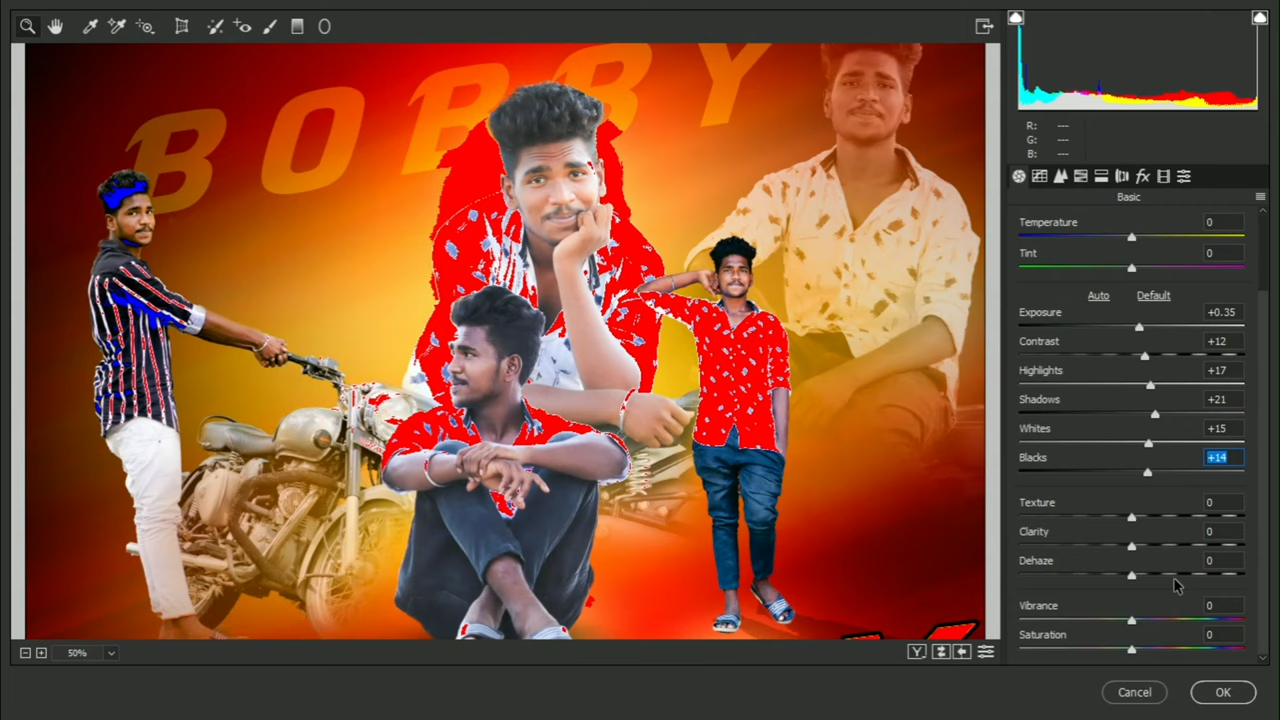 BOBBY
R: ---
G: ---
B: ---
fx
Basic
Temperature 0
Tint 0
Auto Default
Exposure +0.35
Contrast +12
Highlights +17
Shadows +21
Whites +15
Blacks +14
Texture 0
Clarity 0
Dehaze 0
Vibrance 0
Saturation 0
50%
Y
Cancel OK